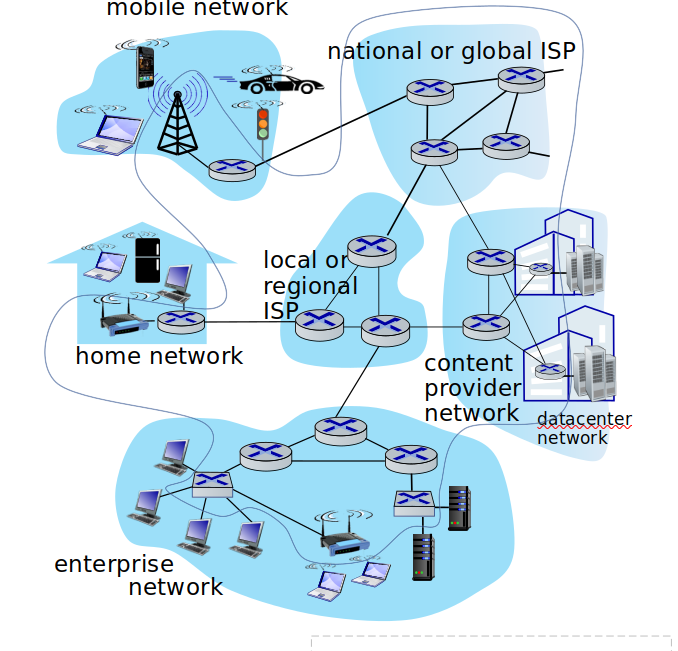 mobile network
national or global ISP
local or
regional
ISP
home network
content
provider
network
datacenter
network
enterprise
network